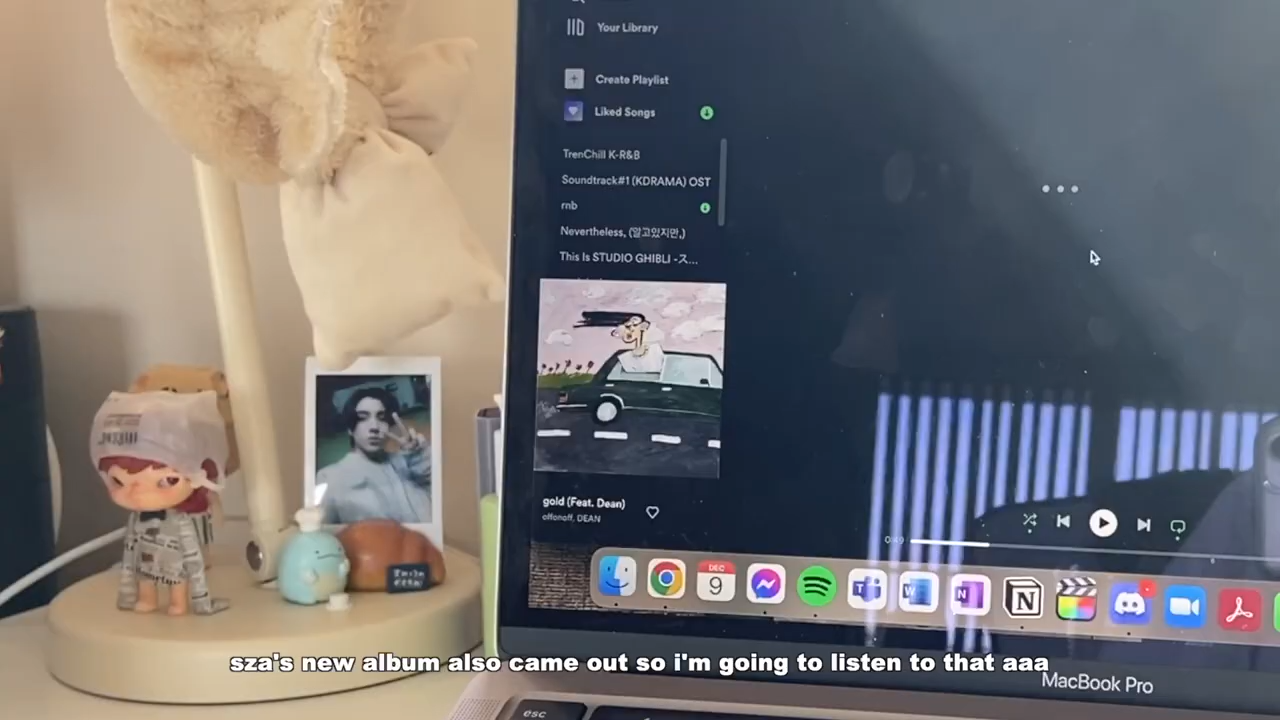 Your Library
Create Playlist
Liked Songs
TrenChill K-R&B
Soundtrack#1 (KDRAMA) OST
rnb
Nevertheless, (알고있지만,)
This Is STUDIO GHIBLI -ス...
gold (Feat. Dean)
offonoff, DEAN
0:49
DEC
9
sza's new album also came out so i'm going to listen to that aaa
MacBook Pro
esc